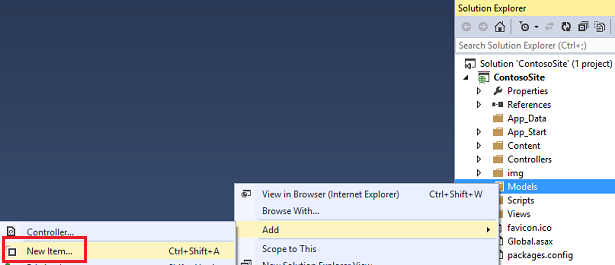 Solution Explorer
Search Solution Explorer (Ctrl+;)
Solution 'ContosoSite' (1 project)
ContosoSite
Properties
References
App_Data
App_Start
Content
Controllers
img
Models
Scripts
Views
favicon.ico
Global.asax
packages.config
View in Browser (Internet Explorer) Ctrl+Shift+W
Browse With...
Add
Scope to This
New Solution Explorer View
Controller...
New Item... Ctrl+Shift+A